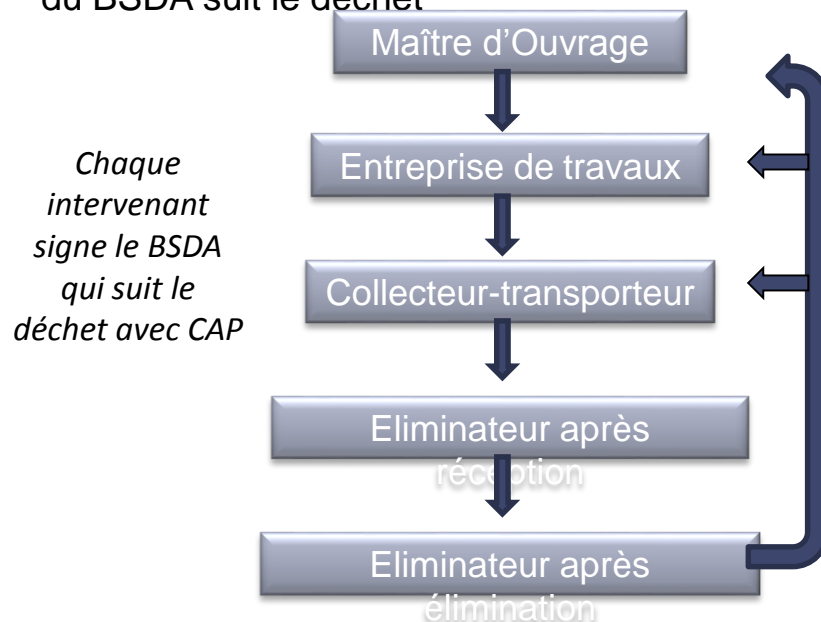 du BSDA suit le déchet
Maître d'Ouvrage
Chaque
intervenant
signe le BSDA
qui suit le
déchet avec CAP
Entreprise de travaux
Collecteur-transporteur
Eliminateur après
réception
Eliminateur après
élimination